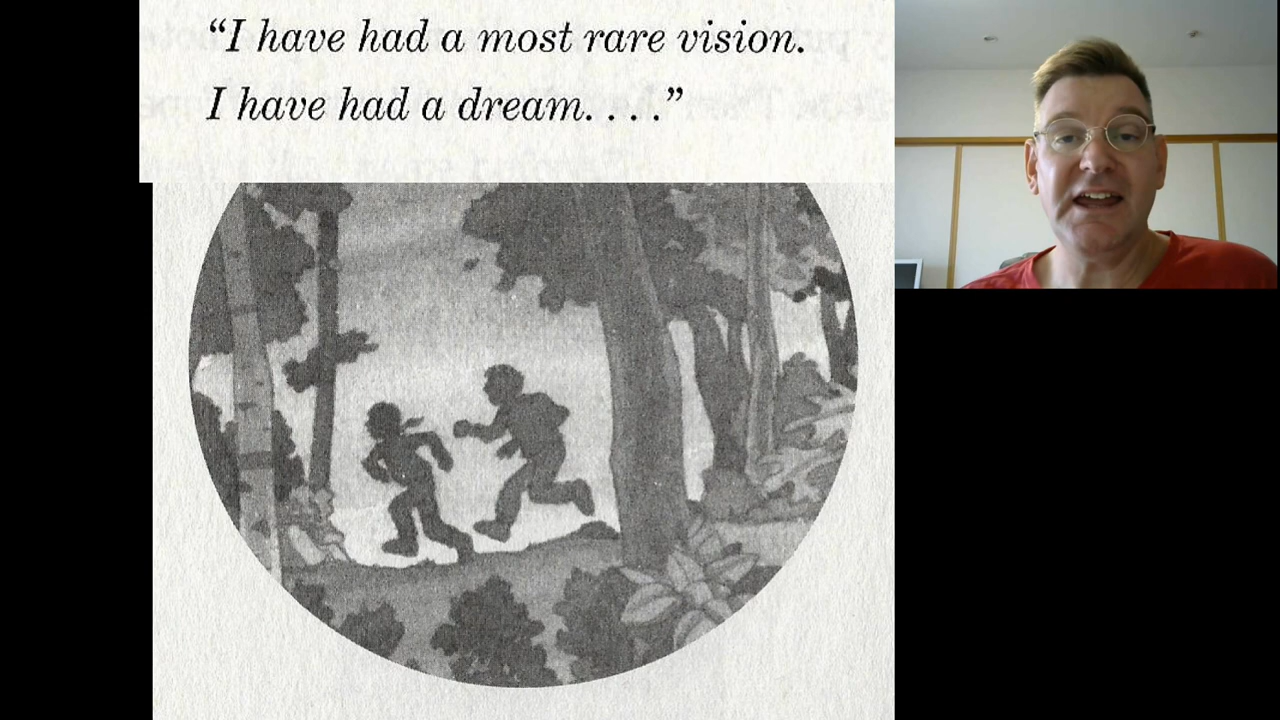 “I have had a most rare vision.
I have had a dream. . . .”